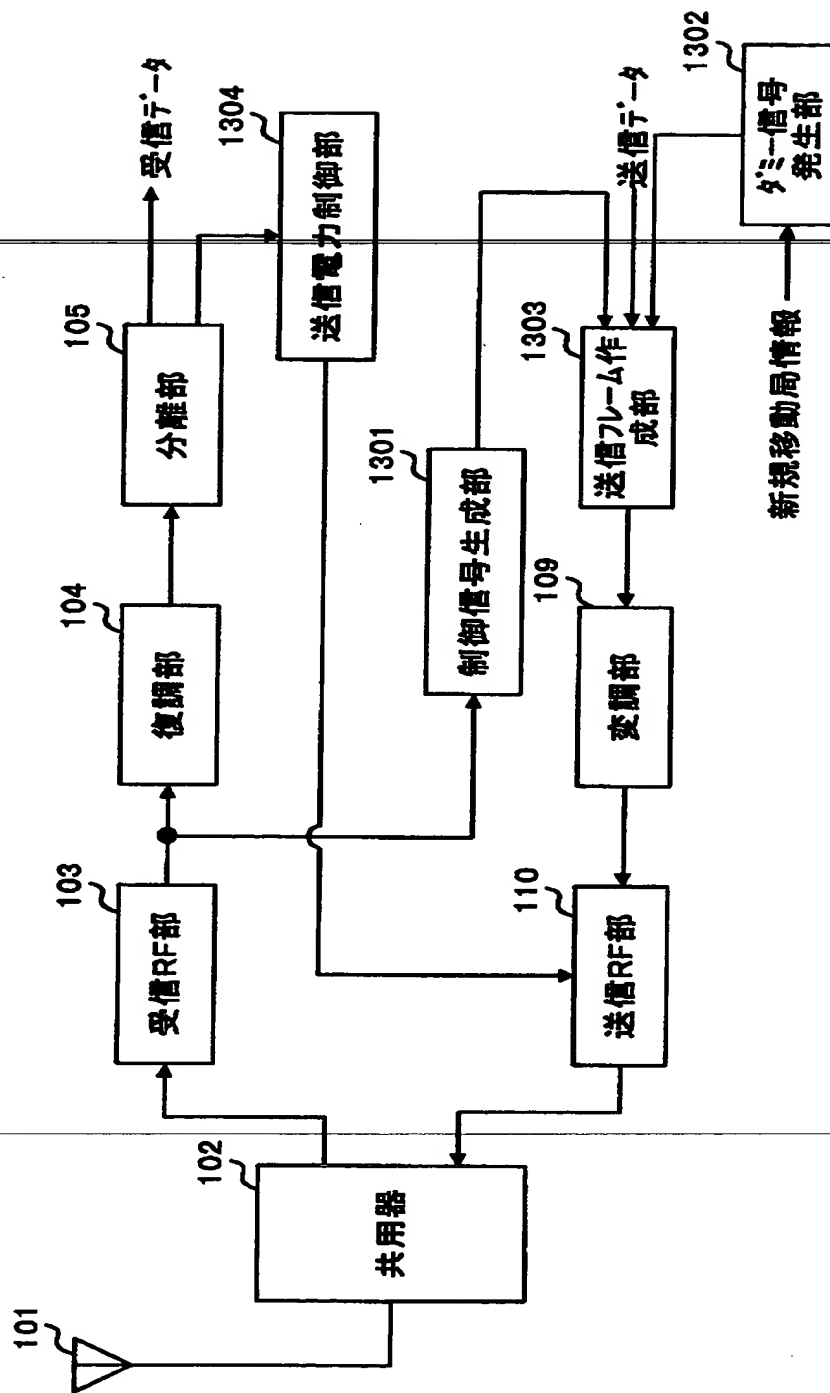 101
102
共用器
103
受信RF部
104
復調部
105
分離部
受信データ
1304
送信電力制御部
1301
制御信号生成部
110
送信RF部
109
変調部
1303
送信フレーム作
成部
送信データ
1302
ダミー信号
発生部
新規移動局情報